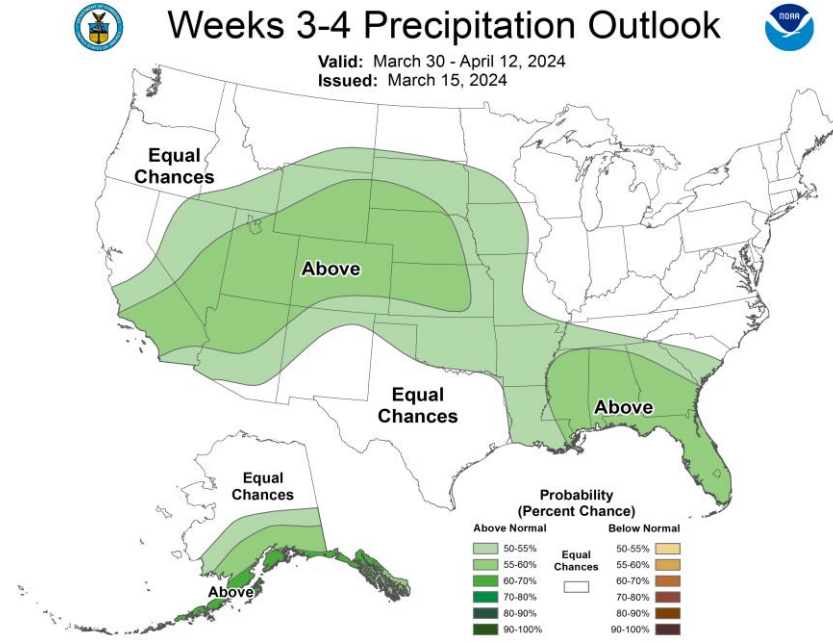 Weeks 3-4 Precipitation Outlook
NOAA
Valid: March 30 - April 12, 2024
Issued: March 15, 2024
Equal
Chances
Above
Equal
Chances
Above
Equal
Chances
Above
Probability
(Percent Chance)
Above Normal
Below Normal
50-55%
55-60%
60-70%
70-80%
80-90%
90-100%
Equal
Chances
50-55%
55-60%
60-70%
70-80%
80-90%
90-100%